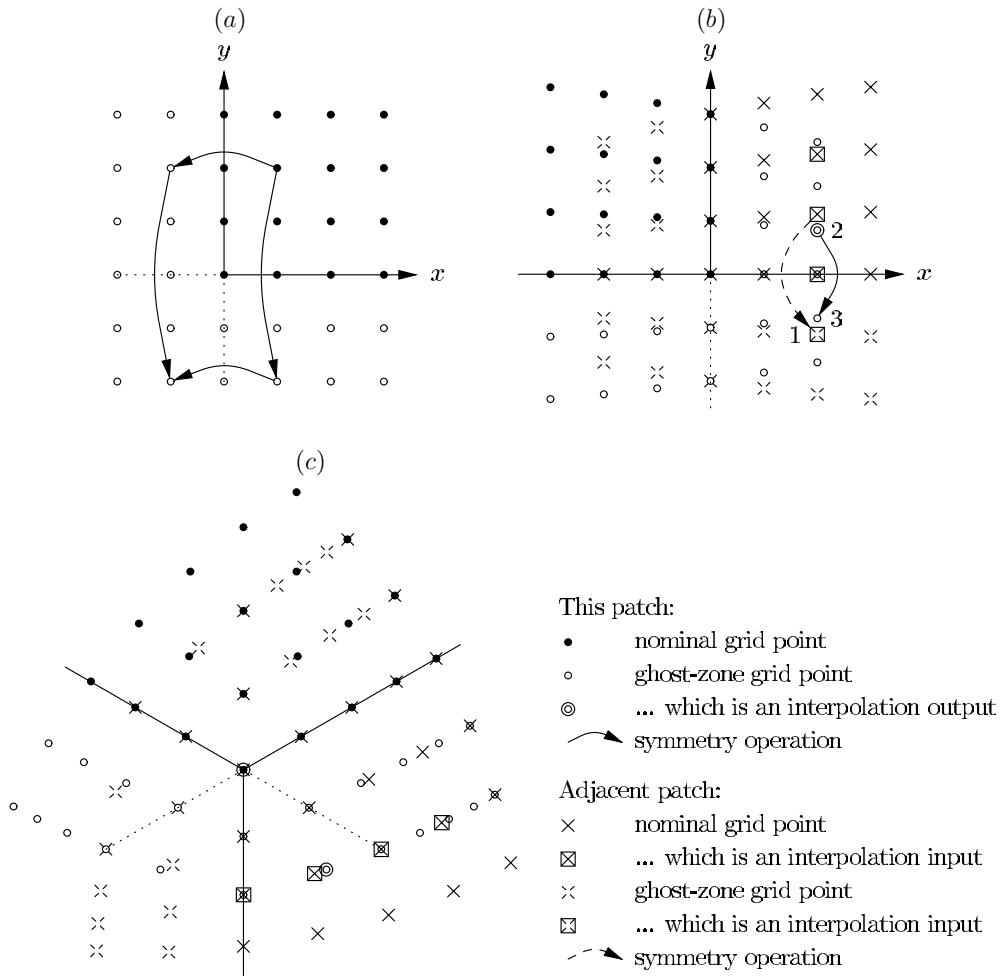 (a)
(b)
y
y
x
x
2
3
1
(c)
This patch:
nominal grid point
ghost-zone grid point
... which is an interpolation output
symmetry operation
Adjacent patch:
nominal grid point
... which is an interpolation input
ghost-zone grid point
... which is an interpolation input
symmetry operation